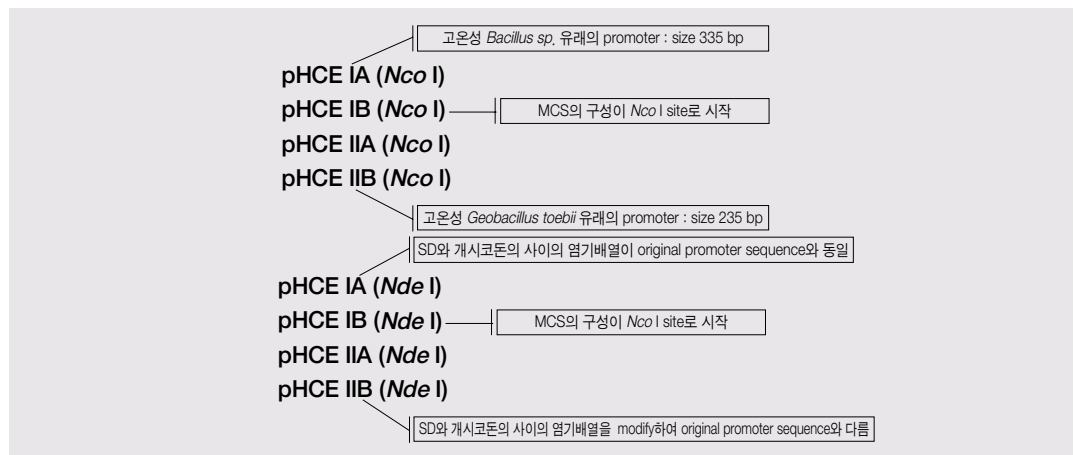 고온성 Bacillus sp. 유래의 promoter : size 335 bp
pHCE IA (Nco I)
pHCE IB (Nco I)
MCS의 구성이 Nco I site로 시작
pHCE IIA (Nco I)
pHCE IIB (Nco I)
고온성 Geobacillus toebii 유래의 promoter : size 235 bp
SD와 개시코돈의 사이의 염기배열이 original promoter sequence와 동일
pHCE IA (Nde I)
pHCE IB (Nde I)
MCS의 구성이 Nco I site로 시작
pHCE IIA (Nde I)
pHCE IIB (Nde I)
SD와 개시코돈의 사이의 염기배열을 modify하여 original promoter sequence와 다름